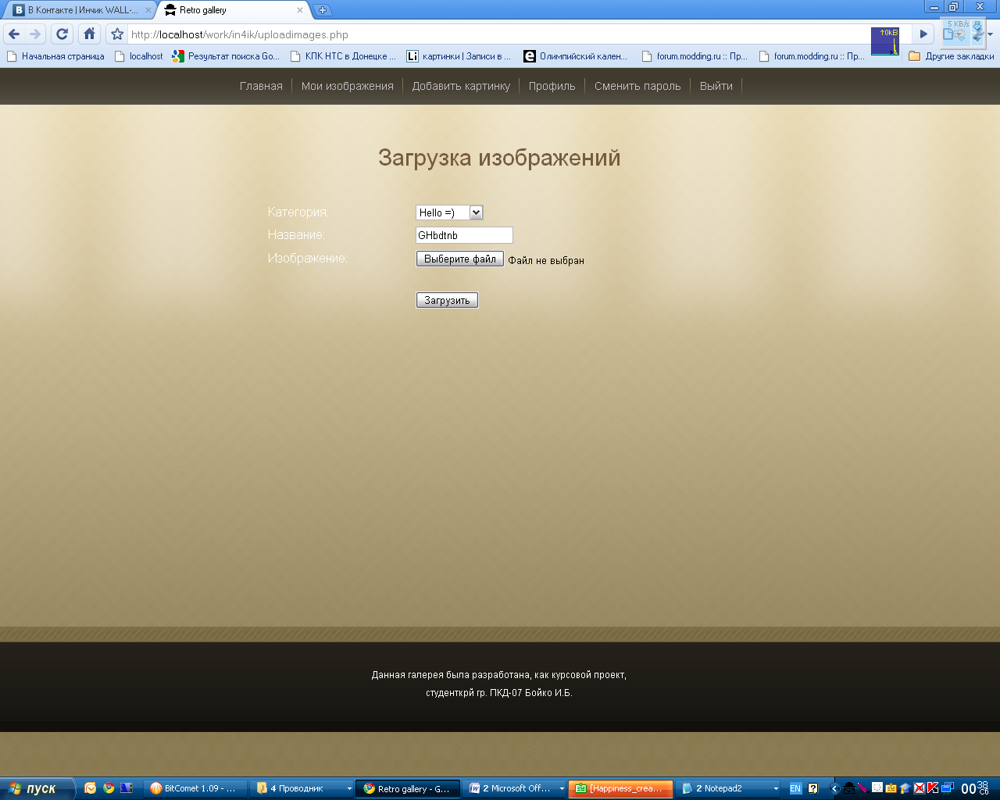 В Контакте | Инчик WALL-...
Retro gallery
http://localhost/work/in4ik/uploadimages.php
5 KB/s
↑0kB
Начальная страница
localhost
Результат поиска Go...
КПК НТС в Донецке ...
Li картинки | Записи в ...
e Олимпийский кален...
forum.modding.ru :: Пр...
forum.modding.ru :: Пр...
Другие закладки
Главная
Мои изображения
Добавить картинку
Профиль
Сменить пароль
Выйти
Загрузка изображений
Категория:
Hello =)
Название:
GHbdtnb
Изображение:
Выберите файл
Файл не выбран
Загрузить
Данная галерея была разработана, как курсовой проект,
студенткрй гр. ПКД-07 Бойко И.Б.
пуск
BitComet 1.09 - ...
4 Проводник
Retro gallery - G...
2 Microsoft Off...
[Happiness_crea...
2 Notepad2
EN
00 38
Сб